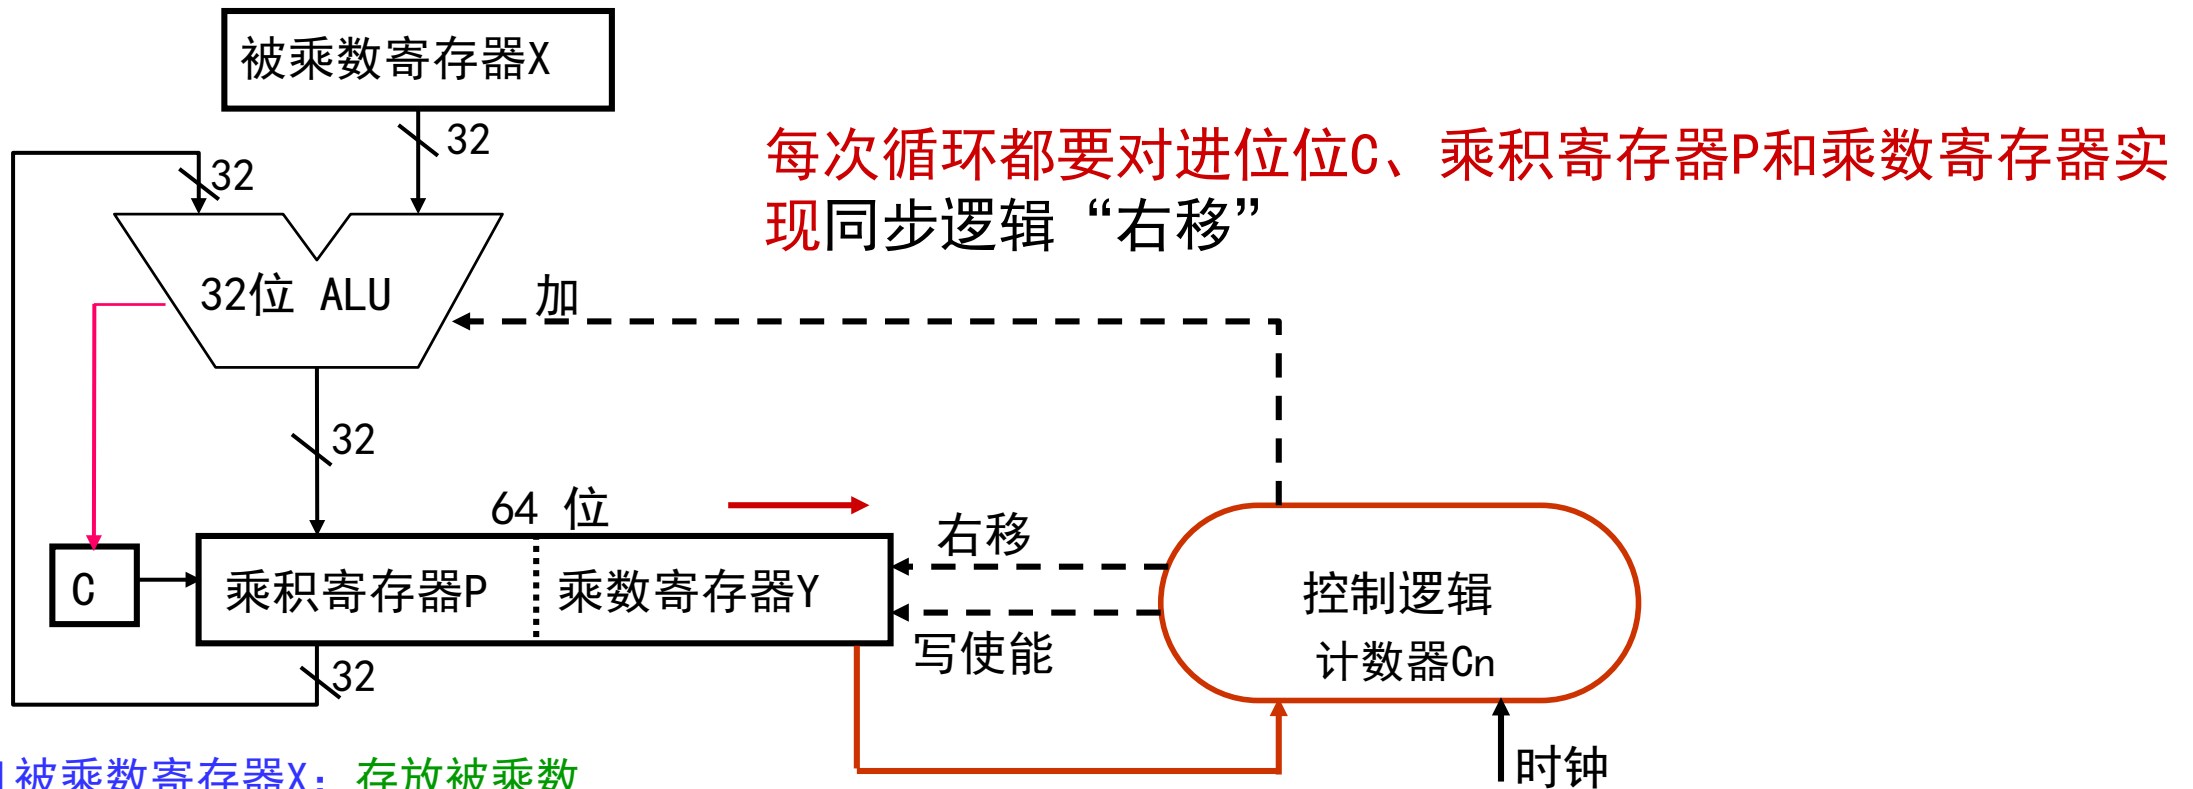 被乘数寄存器X
32
32
每次循环都要对进位位C、乘积寄存器P和乘数寄存器实
现同步逻辑“右移”
32位 ALU
加
32
64 位
右移
C
乘积寄存器P
乘数寄存器Y
控制逻辑
计数器Cn
写使能
32
时钟
被乘数寄存器X：存放被乘数